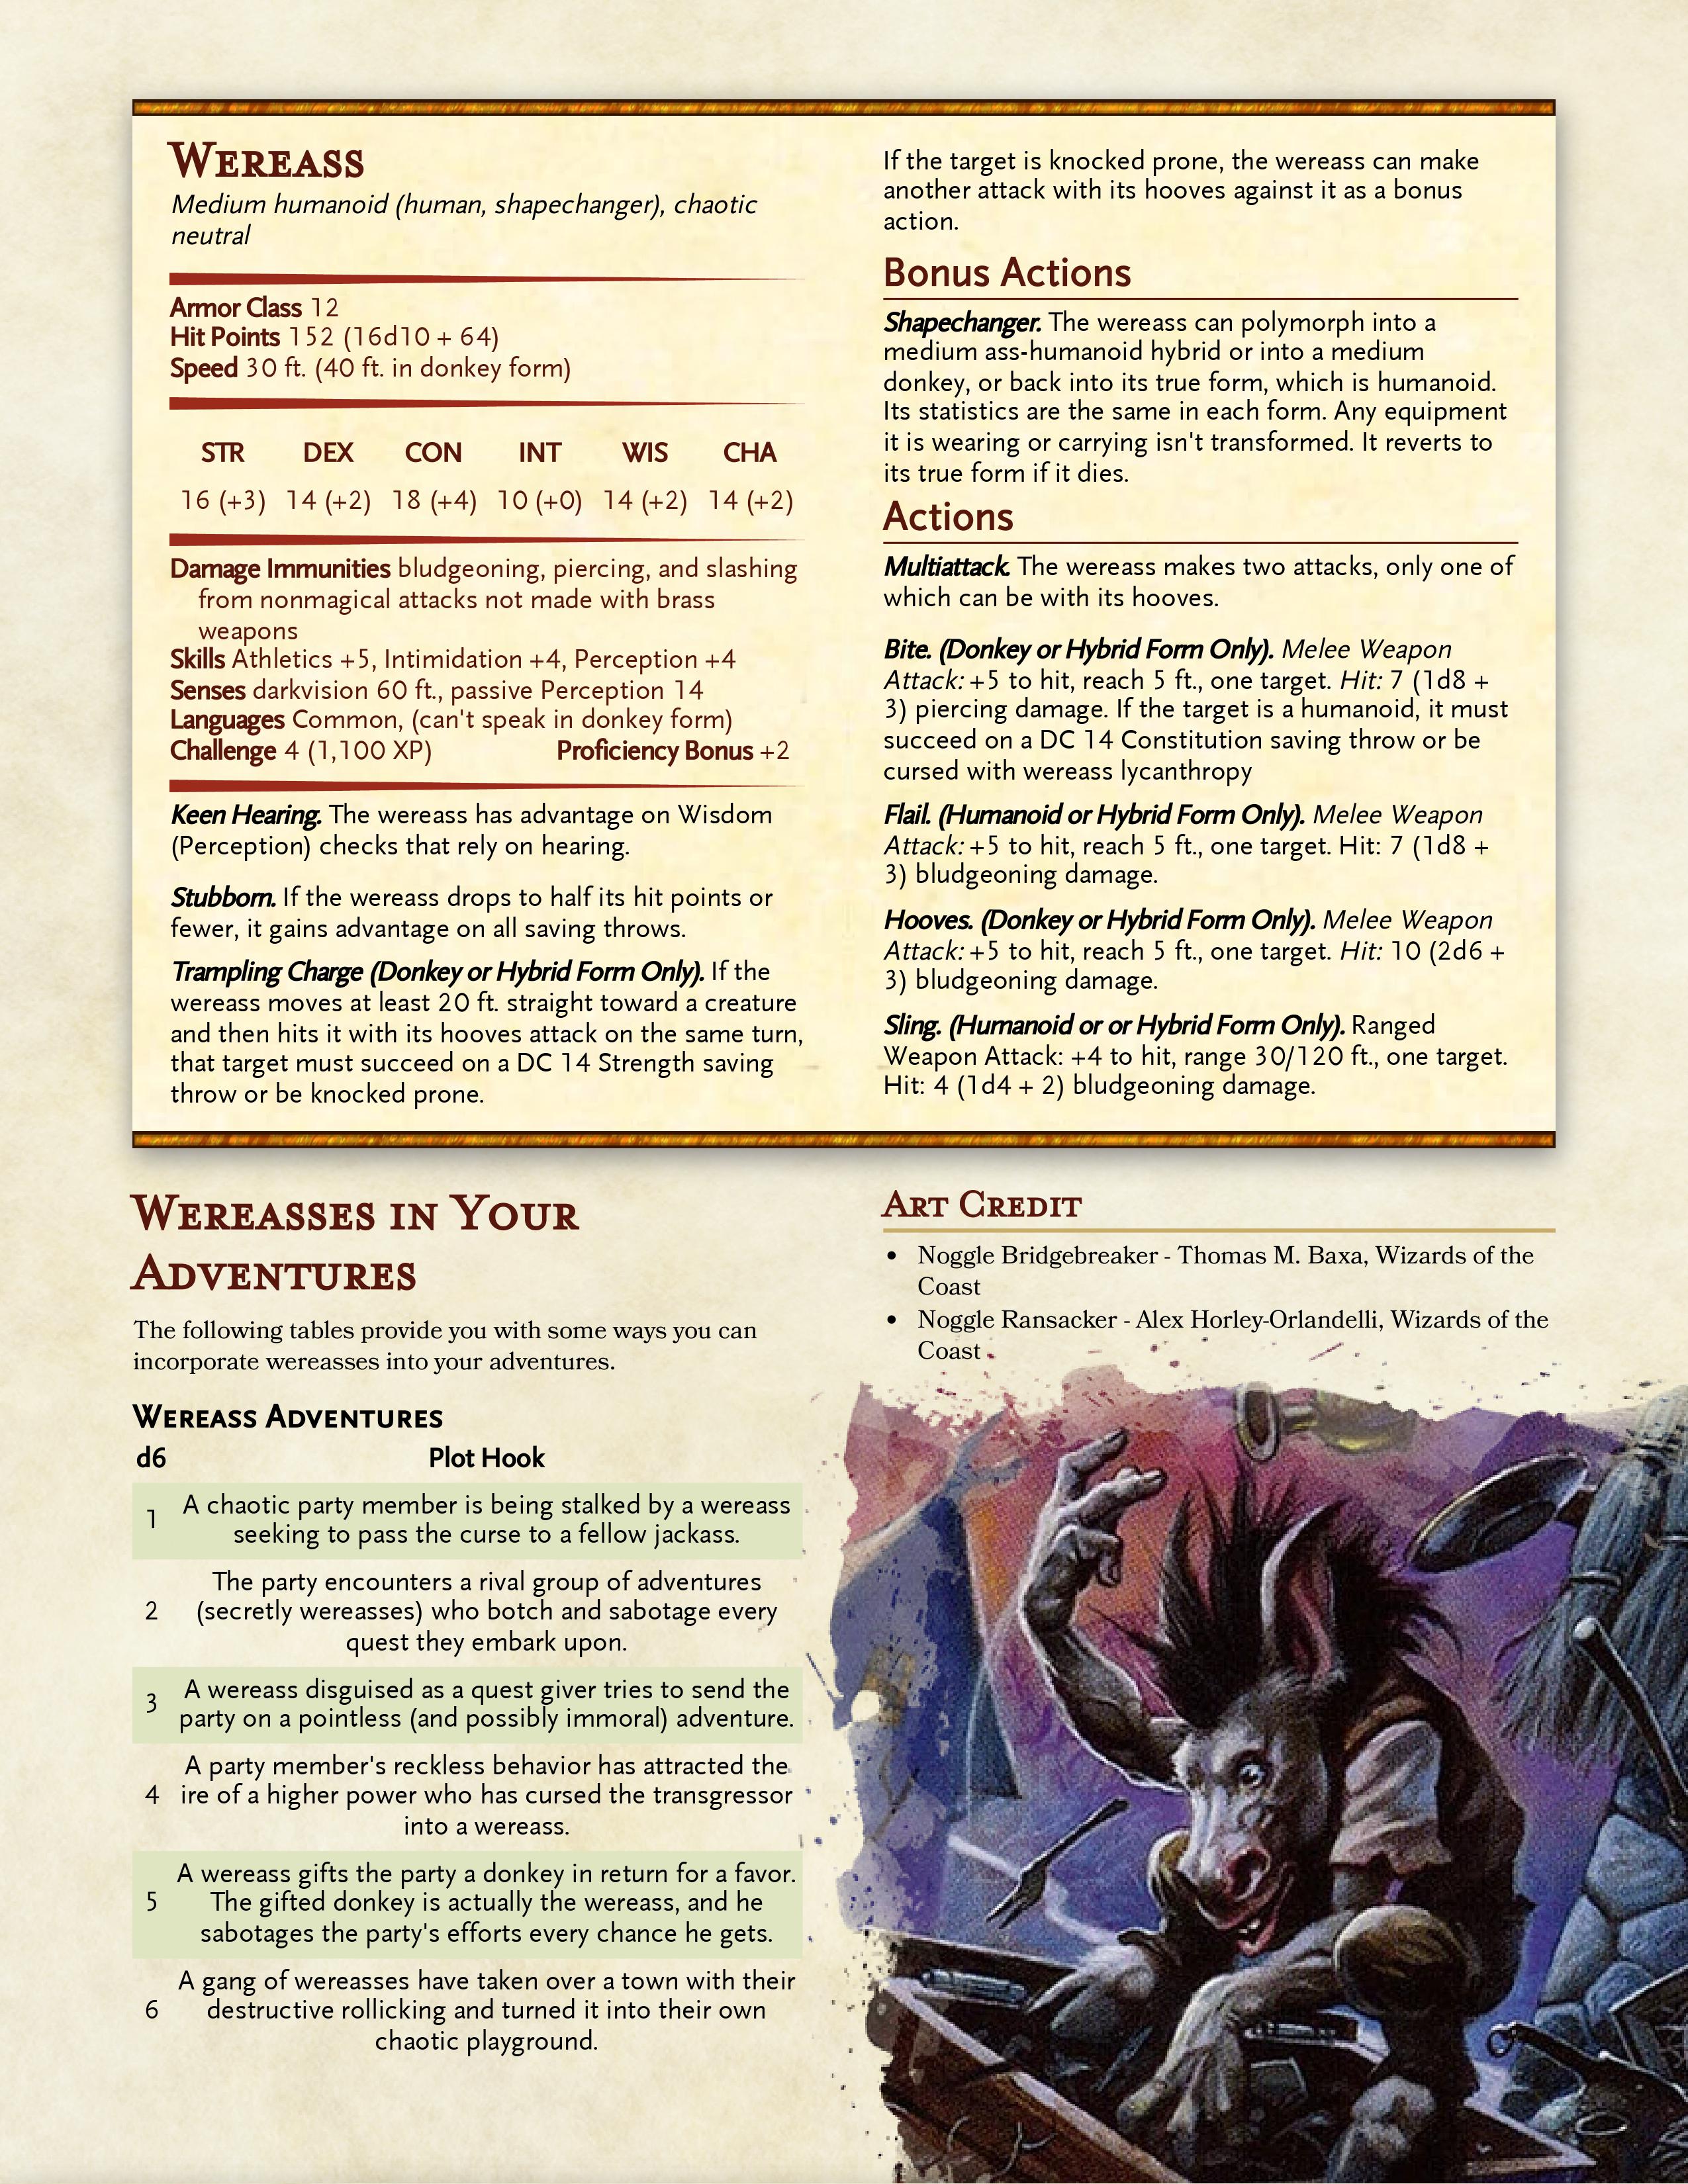 Wereass
Medium humanoid (human, shapechanger), chaotic
neutral
Armor Class 12
Hit Points 152 (16d10 + 64)
Speed 30 ft. (40 ft. in donkey form)
STR DEX CON INT WIS CHA
16 (+3) 14 (+2) 18 (+4) 10 (+0) 14 (+2) 14 (+2)
Damage Immunities bludgeoning, piercing, and slashing
from nonmagical attacks not made with brass
weapons
Skills Athletics +5, Intimidation +4, Perception +4
Senses darkvision 60 ft., passive Perception 14
Languages Common, (can't speak in donkey form)
Challenge 4 (1,100 XP) Proficiency Bonus +2
Keen Hearing. The wereass has advantage on Wisdom
(Perception) checks that rely on hearing.
Stubborn. If the wereass drops to half its hit points or
fewer, it gains advantage on all saving throws.
Trampling Charge (Donkey or Hybrid Form Only). If the
wereass moves at least 20 ft. straight toward a creature
and then hits it with its hooves attack on the same turn,
that target must succeed on a DC 14 Strength saving
throw or be knocked prone.
If the target is knocked prone, the wereass can make
another attack with its hooves against it as a bonus
action.
Bonus Actions
Shapechanger. The wereass can polymorph into a
medium ass-humanoid hybrid or into a medium
donkey, or back into its true form, which is humanoid.
Its statistics are the same in each form. Any equipment
it is wearing or carrying isn't transformed. It reverts to
its true form if it dies.
Actions
Multiattack. The wereass makes two attacks, only one of
which can be with its hooves.
Bite. (Donkey or Hybrid Form Only). Melee Weapon
Attack: +5 to hit, reach 5 ft., one target. Hit: 7 (1d8 +
3) piercing damage. If the target is a humanoid, it must
succeed on a DC 14 Constitution saving throw or be
cursed with wereass lycanthropy
Flail. (Humanoid or Hybrid Form Only). Melee Weapon
Attack: +5 to hit, reach 5 ft., one target. Hit: 7 (1d8 +
3) bludgeoning damage.
Hooves. (Donkey or Hybrid Form Only). Melee Weapon
Attack: +5 to hit, reach 5 ft., one target. Hit: 10 (2d6 +
3) bludgeoning damage.
Sling. (Humanoid or or Hybrid Form Only). Ranged
Weapon Attack: +4 to hit, range 30/120 ft., one target.
Hit: 4 (1d4 + 2) bludgeoning damage.
Wereasses in Your
Adventures
The following tables provide you with some ways you can
incorporate wereasses into your adventures.
Wereass Adventures
d6 Plot Hook
1 A chaotic party member is being stalked by a wereass
seeking to pass the curse to a fellow jackass.
The party encounters a rival group of adventures
2 (secretly wereasses) who botch and sabotage every
quest they embark upon.
3 A wereass disguised as a quest giver tries to send the
party on a pointless (and possibly immoral) adventure.
A party member's reckless behavior has attracted the
4 ire of a higher power who has cursed the transgressor
into a wereass.
A wereass gifts the party a donkey in return for a favor.
5 The gifted donkey is actually the wereass, and he
sabotages the party's efforts every chance he gets.
A gang of wereasses have taken over a town with their
6 destructive rollicking and turned it into their own
chaotic playground.
Art Credit
• Noggle Bridgebreaker - Thomas M. Baxa, Wizards of the
Coast
• Noggle Ransacker - Alex Horley-Orlandelli, Wizards of the
Coast